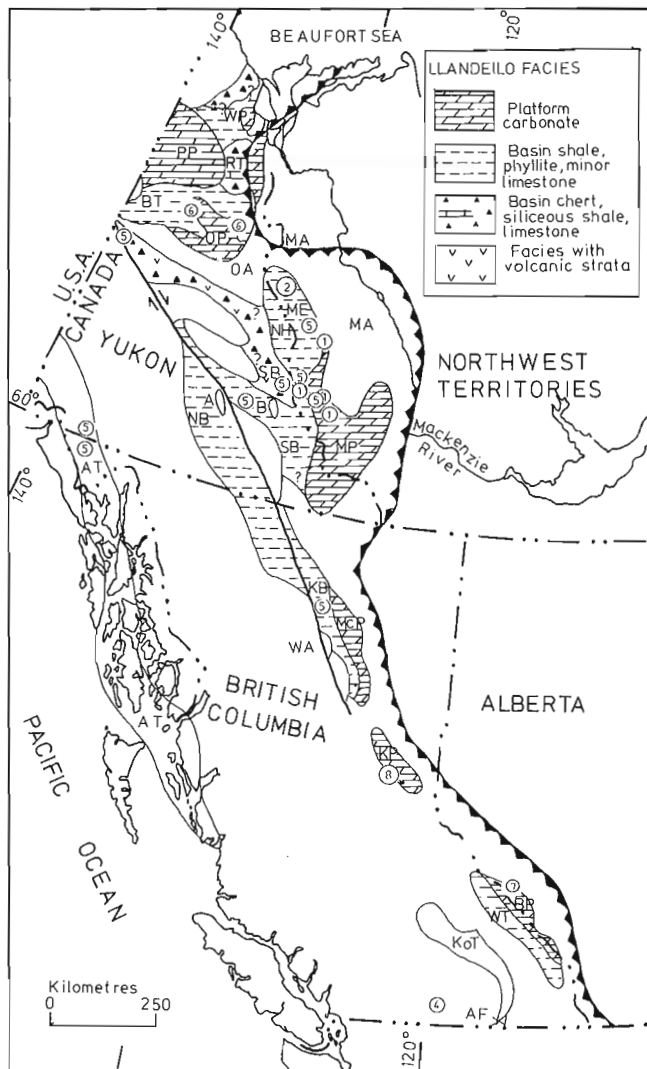 140°
BEAUFORT SEA
120°
LLANDEILO FACIES
Platform
carbonate
Basin shale,
phyllite, minor
limestone
Basin chert,
siliceous shale,
limestone
Facies with
volcanic strata
WP
PP
RT
BT
6
6
OP
5
MA
OA
U.S.A.
CANADA
2
ME
NH
5
MA
1
YUKON
?
SB
5
5
1
1
5
1
A
5
B
NB
SB
MP
?
NORTHWEST
TERRITORIES
Mackenzie
River
60°
140°
5
5
AT
KB
5
McP
WA
BRITISH
COLUMBIA
ALBERTA
AT
PACIFIC
OCEAN
KP
8
7
BP
WT
KoT
4
AF
Kilometres
0 250
120°